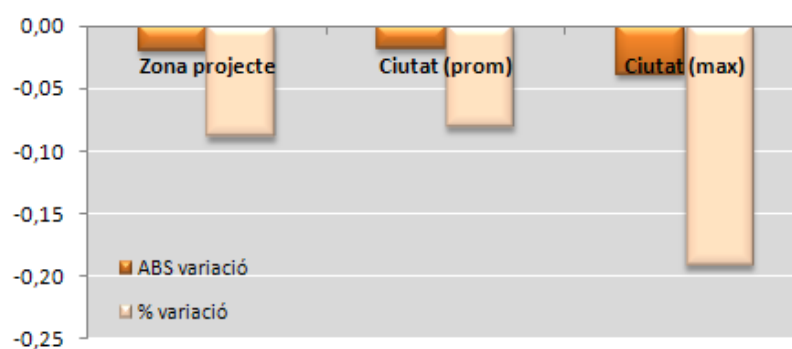 0,00
Zona projecte Ciutat (prom) Ciutat (max)
-0,05
-0,10
-0,15
-0,20
ABS variació
% variació
-0,25